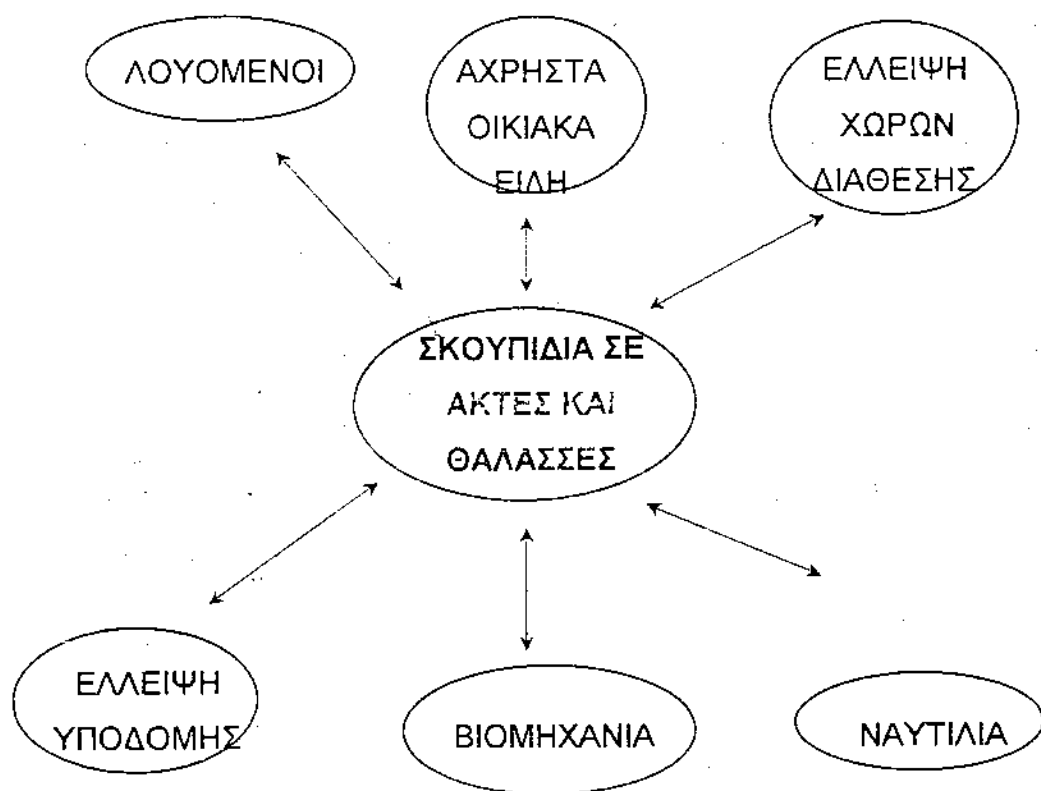 ΛΟΥΟΜΕΝΟΙ
ΑΧΡΗΣΤΑ
ΟΙΚΙΑΚΑ
ΕΙΔΗ
ΕΛΛΕΙΨΗ
ΧΩΡΩΝ
ΔΙΑΘΕΣΗΣ
ΣΚΟΥΠΙΔΙΑ ΣΕ
ΑΚΤΕΣ ΚΑΙ
ΘΑΛΑΣΣΕΣ
ΕΛΛΕΙΨΗ
ΥΠΟΔΟΜΗΣ
ΒΙΟΜΗΧΑΝΙΑ
ΝΑΥΤΙΛΙΑ